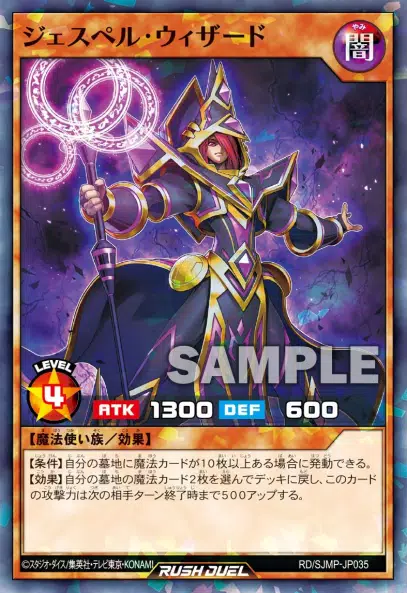 ジェスペル・ウィザード
やみ
闇
SAMPLE
LEVEL
4
ATK 1300 DEF 600
【魔法使い族/効果】
【条件】自分の墓地に魔法カードが10枚以上ある場合に発動できる。
【効果】自分の墓地の魔法カード2枚を選んでデッキに戻し、このカード
の攻撃力は次の相手ターン終了時まで500アップする。
©スタジオ・ダイス/集英社・テレビ東京・KONAMI
RUSH DUEL
RD/SJMP-JP035